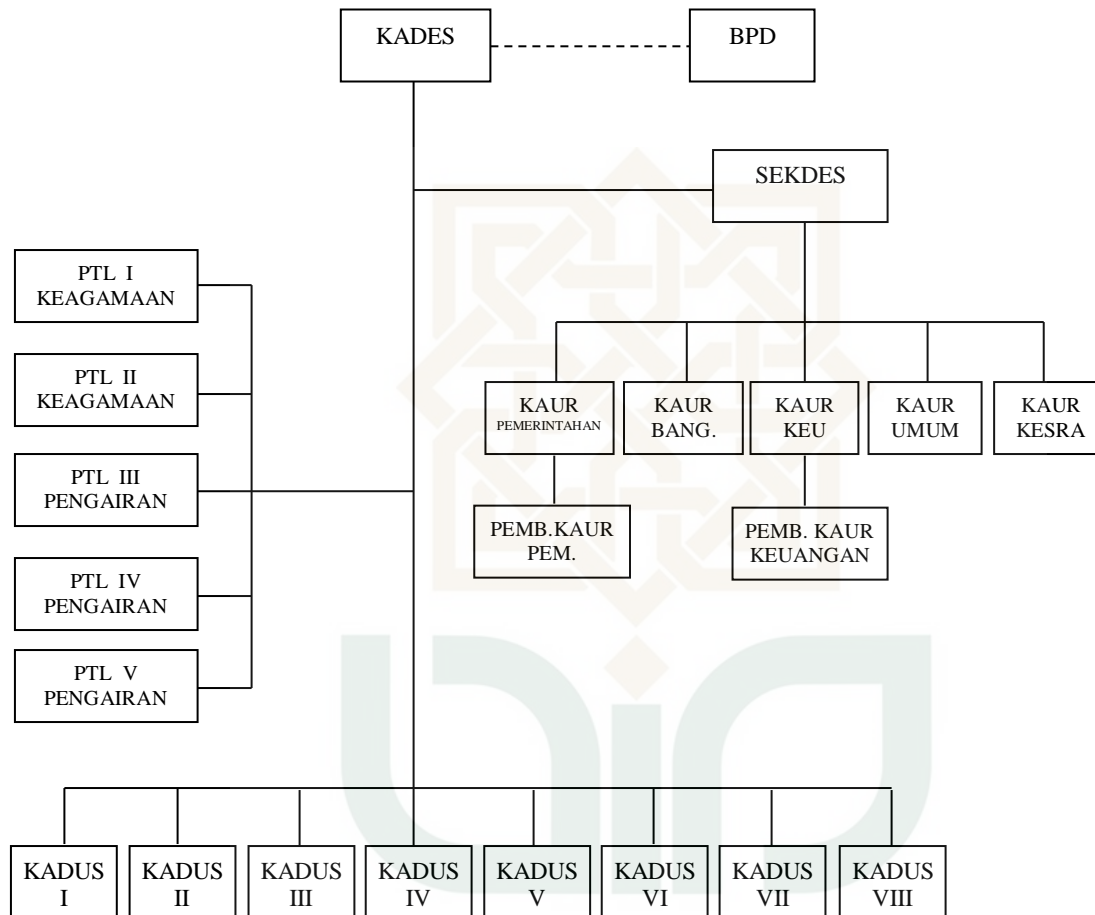 KADES
BPD
SEKDES
PTL I
KEAGAMAAN
PTL II
KEAGAMAAN
PTL III
PENGAIRAN
PTL IV
PENGAIRAN
PTL V
PENGAIRAN
KAUR
PEMERINTAHAN
KAUR
BANG.
KAUR
KEU
KAUR
UMUM
KAUR
KESRA
PEMB.KAUR
PEM.
PEMB. KAUR
KEUANGAN
KADUS
I
KADUS
II
KADUS
III
KADUS
IV
KADUS
V
KADUS
VI
KADUS
VII
KADUS
VIII